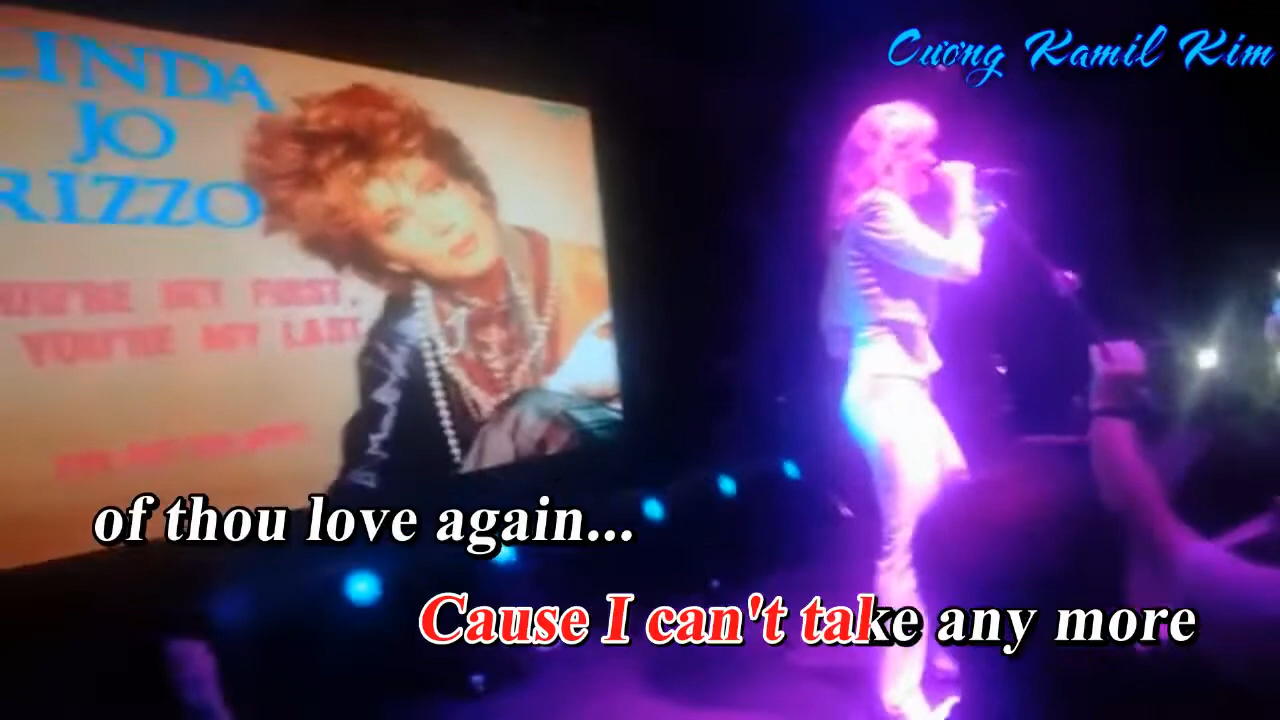 Cương Kamil Kim
LINDA
JO
RIZZO
YOU'RE MY FIRST,
YOU'RE MY LAST
of thou love again...
Cause I can't take any more